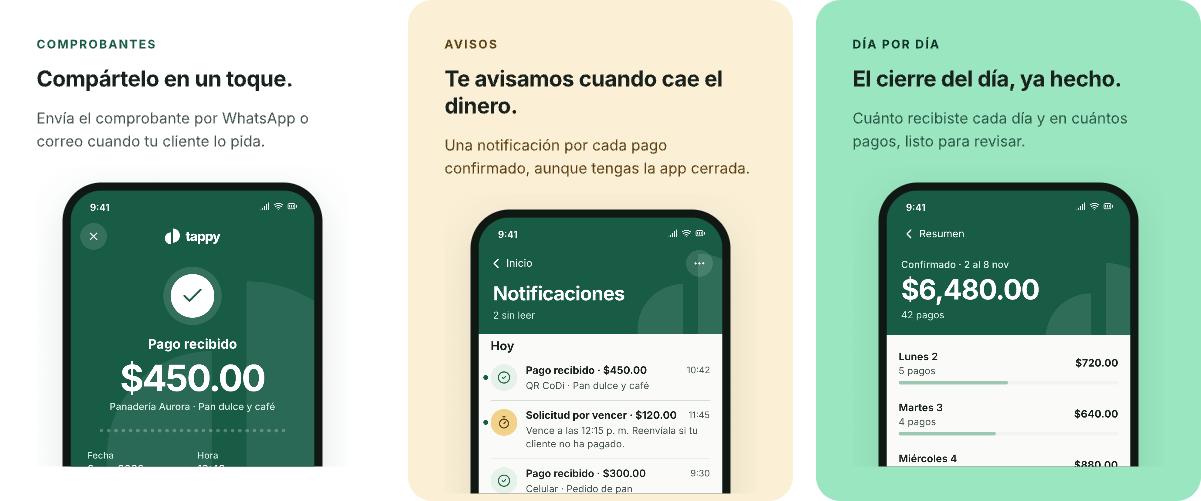 COMPROBANTES
Compártelo en un toque.
Envía el comprobante por WhatsApp o
correo cuando tu cliente lo pida.
9:41
tappy
Pago recibido
$450.00
Panadería Aurora · Pan dulce y café
Fecha
Hora
AVISOS
Te avisamos cuando cae el
dinero.
Una notificación por cada pago
confirmado, aunque tengas la app cerrada.
9:41
Inicio
Notificaciones
2 sin leer
Hoy
Pago recibido · $450.00
10:42
QR CoDi · Pan dulce y café
Solicitud por vencer · $120.00
11:45
Vence a las 12:15 p. m. Reenvíala si tu
cliente no ha pagado.
Pago recibido · $300.00
9:30
Celular · Pedido de pan
DÍA POR DÍA
El cierre del día, ya hecho.
Cuánto recibiste cada día y en cuántos
pagos, listo para revisar.
9:41
Resumen
Confirmado · 2 al 8 nov
$6,480.00
42 pagos
Lunes 2
$720.00
5 pagos
Martes 3
$640.00
4 pagos
Miércoles 4
$880.00